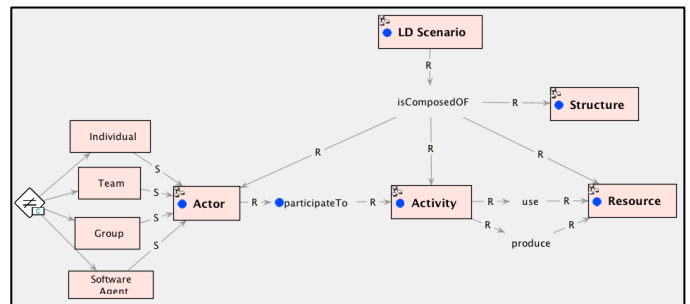 LD Scenario
R
isComposedOF
R
Structure
Individual
R
R
R
S
Team
S
Actor
R
participateTo
R
Activity
R
use
R
Resource
S
Group
R
R
S
produce
Software
Agent